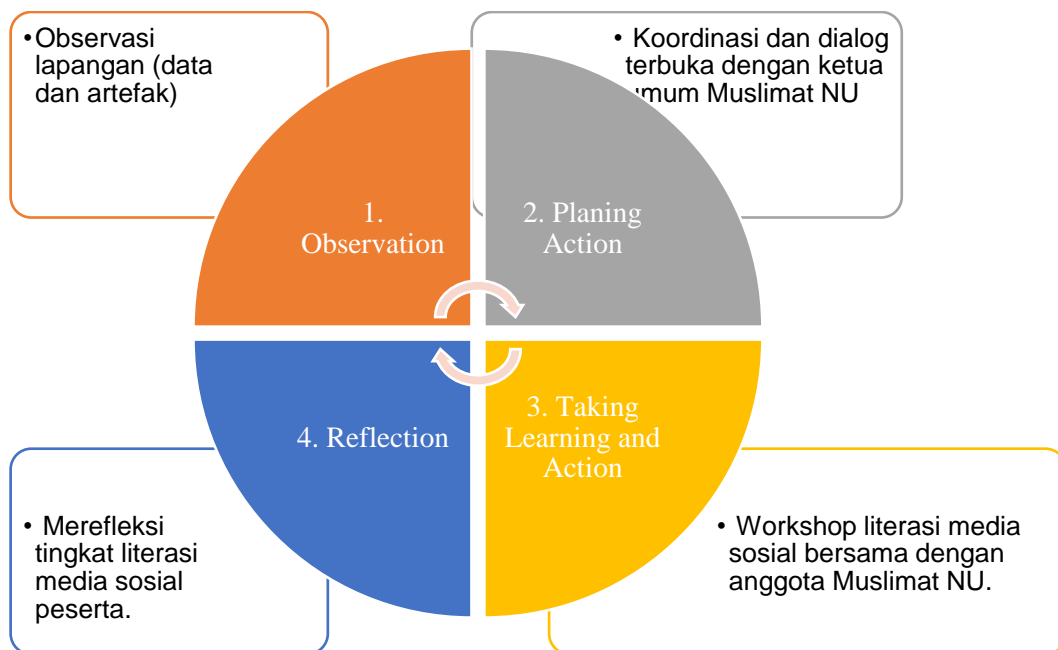 •Observasi
lapangan (data
dan artefak)
• Koordinasi dan dialog
terbuka dengan ketua
umum Muslimat NU
1.
Observation
2. Planing
Action
4. Reflection
3. Taking
Learning and
Action
• Merefleksi
tingkat literasi
media sosial
peserta.
• Workshop literasi media
sosial bersama dengan
anggota Muslimat NU.